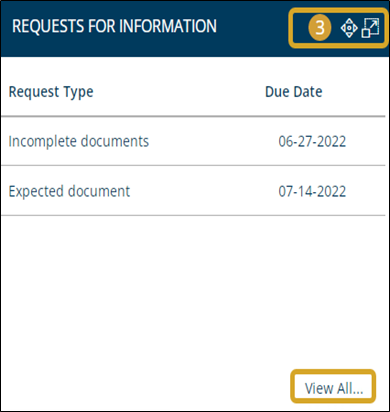 REQUESTS FOR INFORMATION 3
Request Type Due Date
Incomplete documents 06-27-2022
Expected document 07-14-2022
View All...